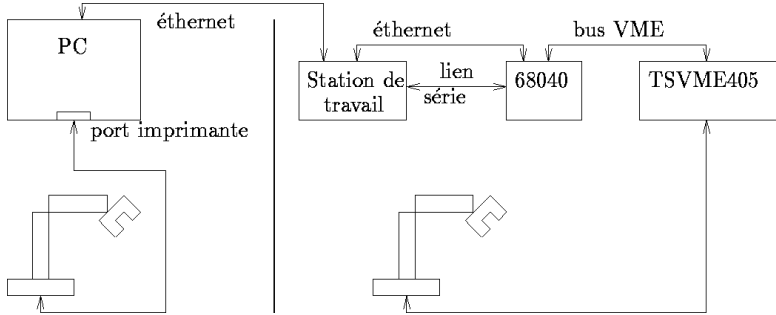 éthernet
PC
port imprimante
éthernet
bus VME
Station de
travail
lien
série
68040
TSVME405